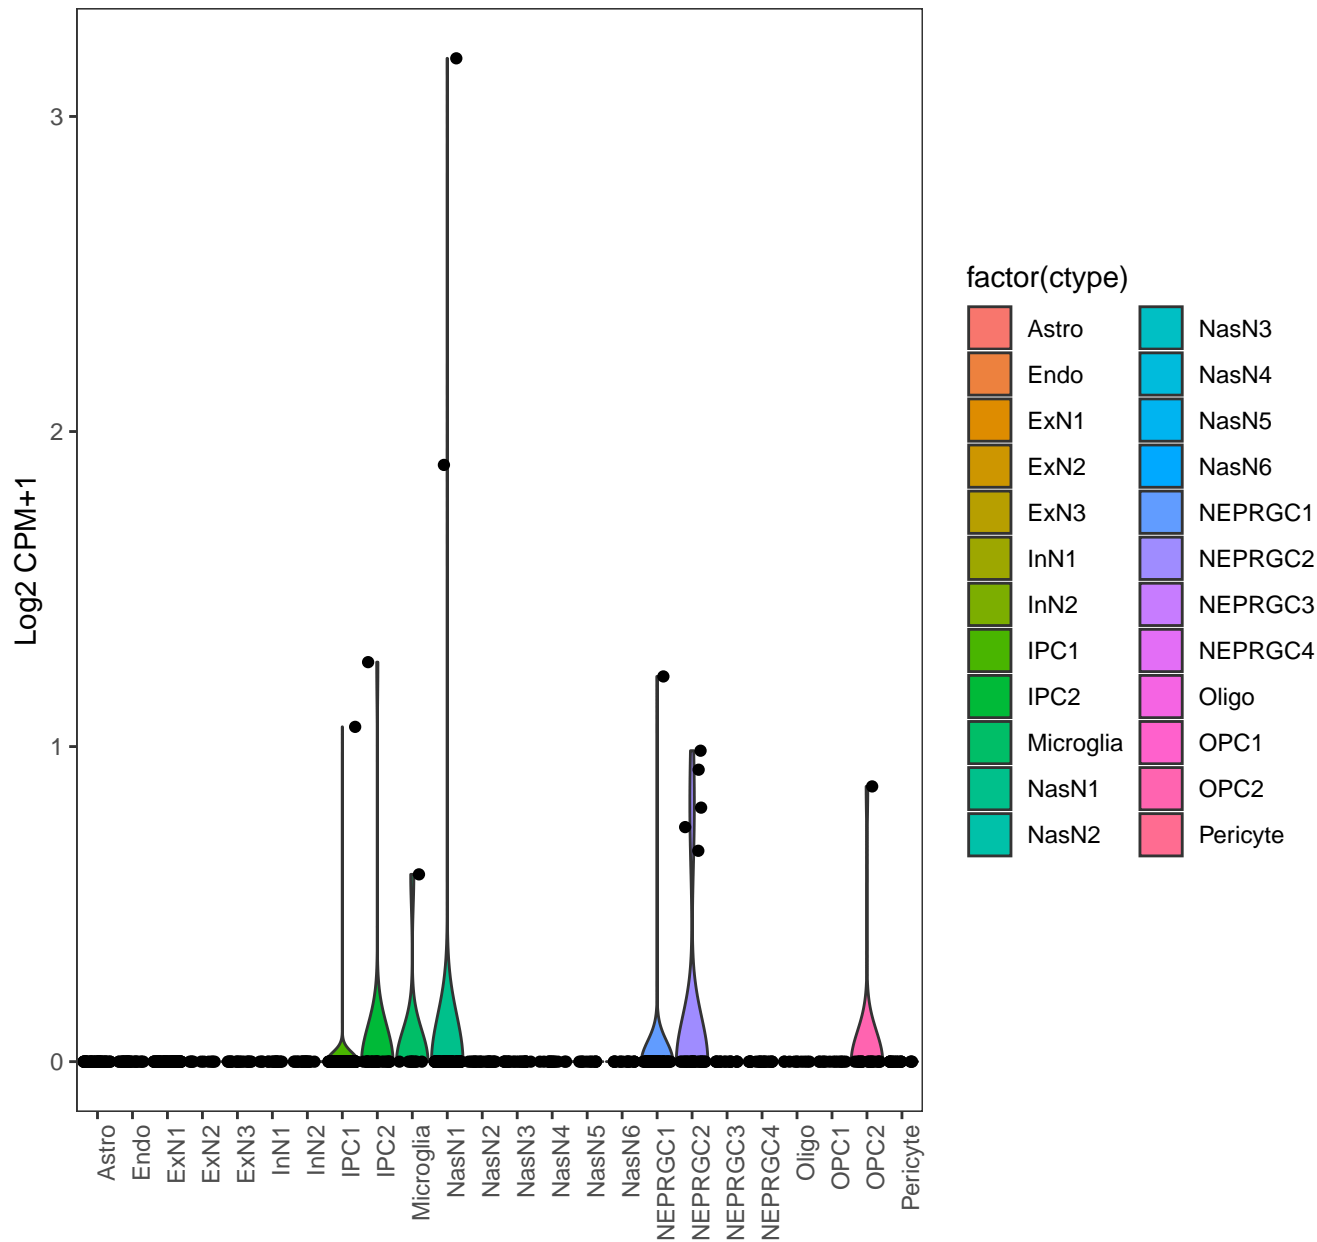 Log2 CPM+1
3
2
1
0
Astro
Endo
ExN1
ExN2
ExN3
InN1
InN2
IPC1
IPC2
Microglia
NasN1
NasN2
NasN3
NasN4
NasN5
NasN6
NEPRGC1
NEPRGC2
NEPRGC3
NEPRGC4
Oligo
OPC1
OPC2
Pericyte
factor(ctype)
Astro
Endo
ExN1
ExN2
ExN3
InN1
InN2
IPC1
IPC2
Microglia
NasN1
NasN2
NasN3
NasN4
NasN5
NasN6
NEPRGC1
NEPRGC2
NEPRGC3
NEPRGC4
Oligo
OPC1
OPC2
Pericyte